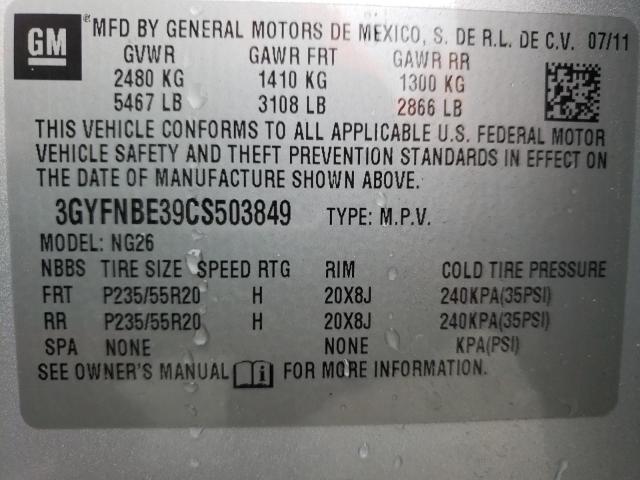 GM ® MFD BY GENERAL MOTORS DE MEXICO, S. DE R.L. DE C.V. 07/11
GVWR GAWR FRT GAWR RR
2480 KG 1410 KG 1300 KG
5467 LB 3108 LB 2866 LB
THIS VEHICLE CONFORMS TO ALL APPLICABLE U.S. FEDERAL MOTOR
VEHICLE SAFETY AND THEFT PREVENTION STANDARDS IN EFFECT ON
THE DATE OF MANUFACTURE SHOWN ABOVE.
3GYFNBE39CS503849 TYPE: M.P.V.
MODEL: NG26
NBBS TIRE SIZE SPEED RTG RIM COLD TIRE PRESSURE
FRT P235/55R20 H 20X8J 240KPA(35PSI)
RR P235/55R20 H 20X8J 240KPA(35PSI)
SPA NONE NONE KPA(PSI)
SEE OWNER'S MANUAL i FOR MORE INFORMATION.